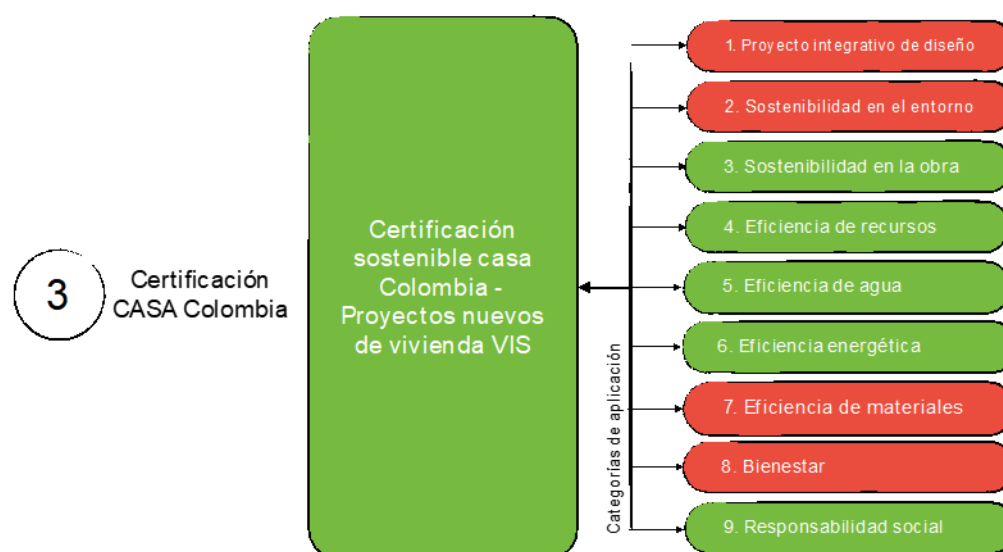 3
Certificación
CASA Colombia
Certificación
sostenible casa
Colombia -
Proyectos nuevos
de vivienda VIS
Categorías de aplicación
1. Proyecto integrativo de diseño
2. Sostenibilidad en el entorno
3. Sostenibilidad en la obra
4. Eficiencia de recursos
5. Eficiencia de agua
6. Eficiencia energética
7. Eficiencia de materiales
8. Bienestar
9. Responsabilidad social